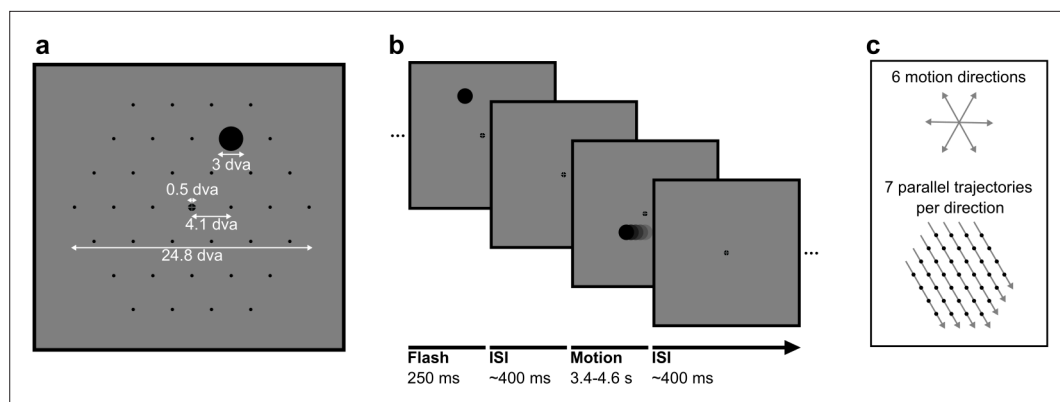 a
3 dva
0.5 dva
4.1 dva
24.8 dva
b
...
...
Flash ISI Motion ISI
250 ms ~400 ms 3.4-4.6 s ~400 ms
c
6 motion directions
7 parallel trajectories
per direction